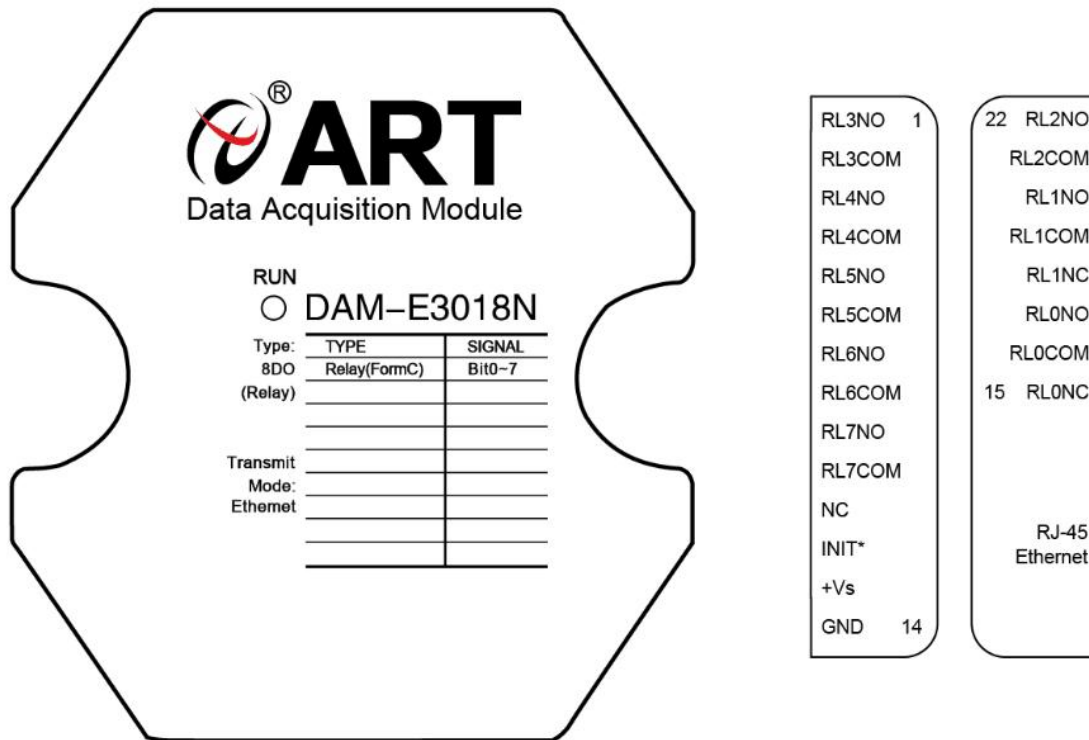 ® ART
Data Acquisition Module
RUN
DAM-E3018N
Type: TYPE SIGNAL
8DO Relay(FormC) Bit0~7
(Relay)
Transmit
Mode:
Ethernet
RL3NO 1
RL3COM
RL4NO
RL4COM
RL5NO
RL5COM
RL6NO
RL6COM
RL7NO
RL7COM
NC
INIT*
+Vs
GND 14
22 RL2NO
RL2COM
RL1NO
RL1COM
RL1NC
RL0NO
RL0COM
15 RL0NC
RJ-45
Ethernet